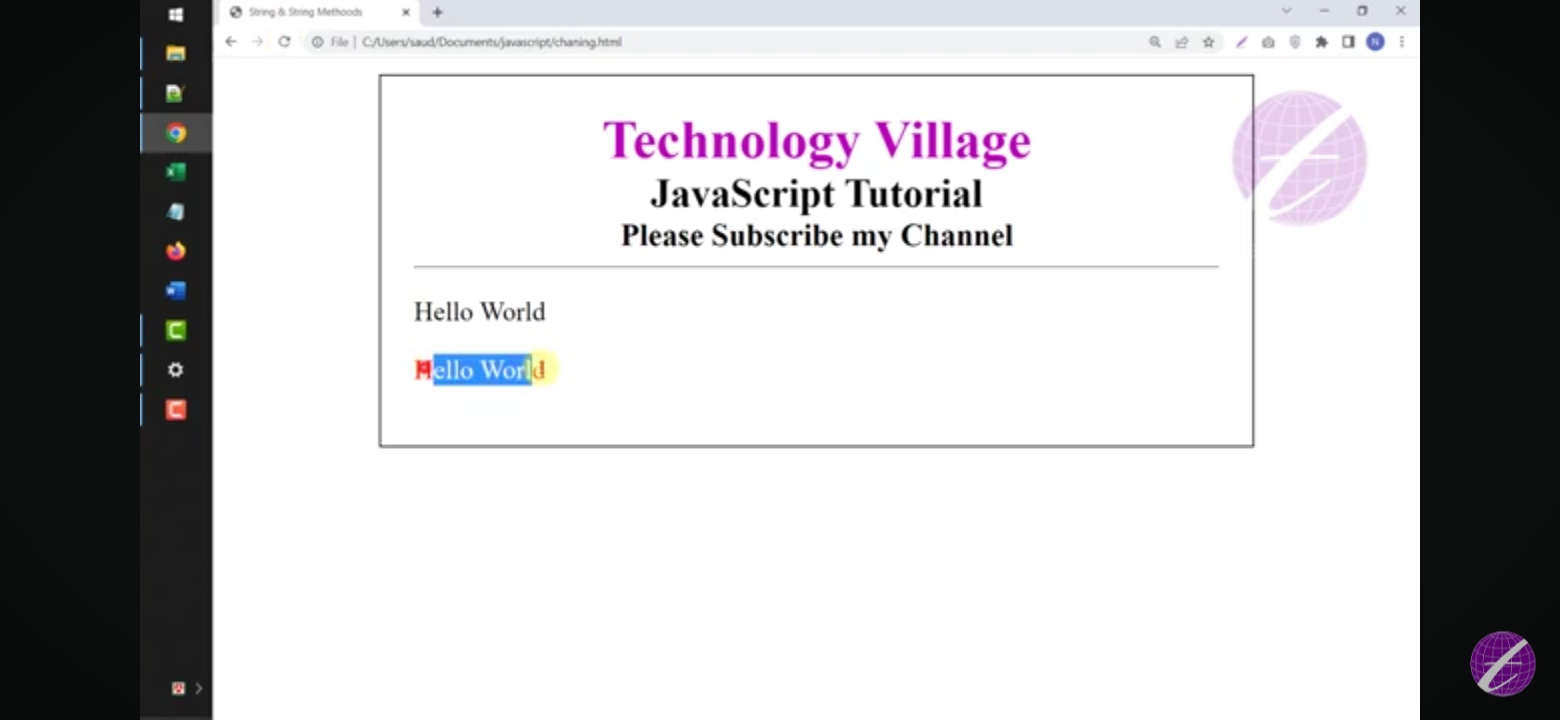 String & String Methoods
File | C:/Users/saud/Documents/javascript/chaning.html
N
Technology Village
JavaScript Tutorial
Please Subscribe my Channel
Hello World
Hello World